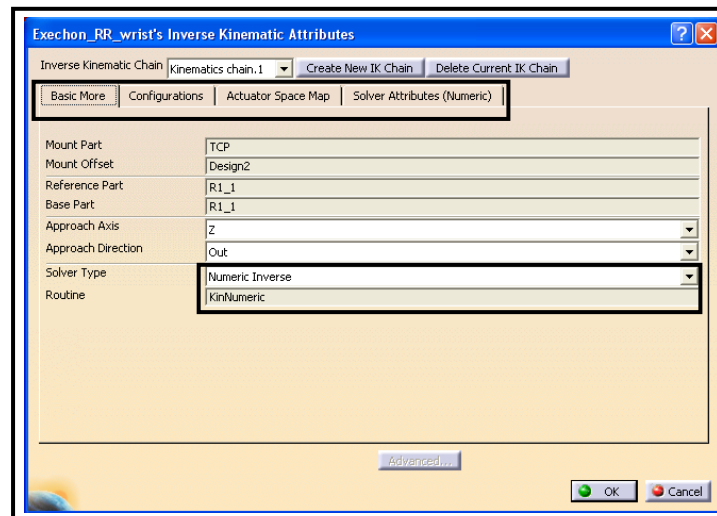 Exechon_RR_wrist's Inverse Kinematic Attributes
Inverse Kinematic Chain Kinematics chain.1 Create New IK Chain Delete Current IK Chain
Basic More Configurations Actuator Space Map Solver Attributes (Numeric)
Mount Part TCP
Mount Offset Design2
Reference Part R1_1
Base Part R1_1
Approach Axis Z
Approach Direction Out
Solver Type Numeric Inverse
Routine KinNumeric
Advanced...
OK Cancel